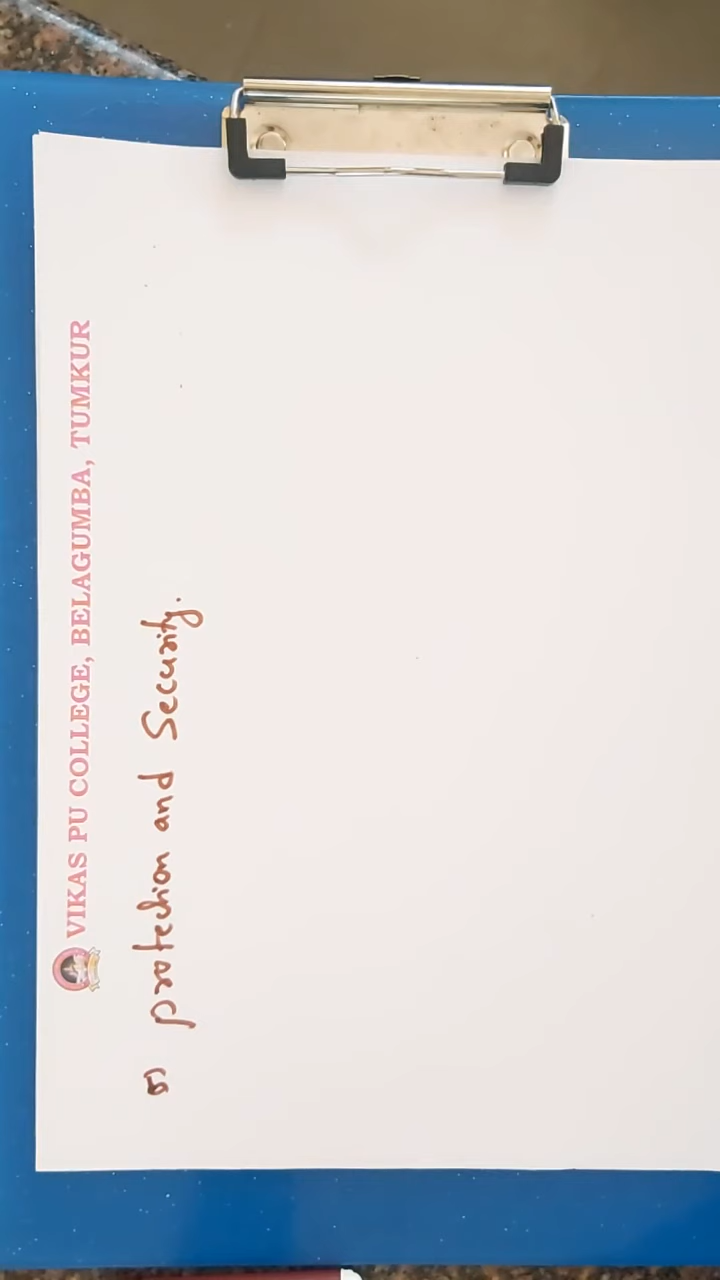 VIKAS PU COLLEGE, BELAGUMBA, TUMKUR
5) protection and Security.